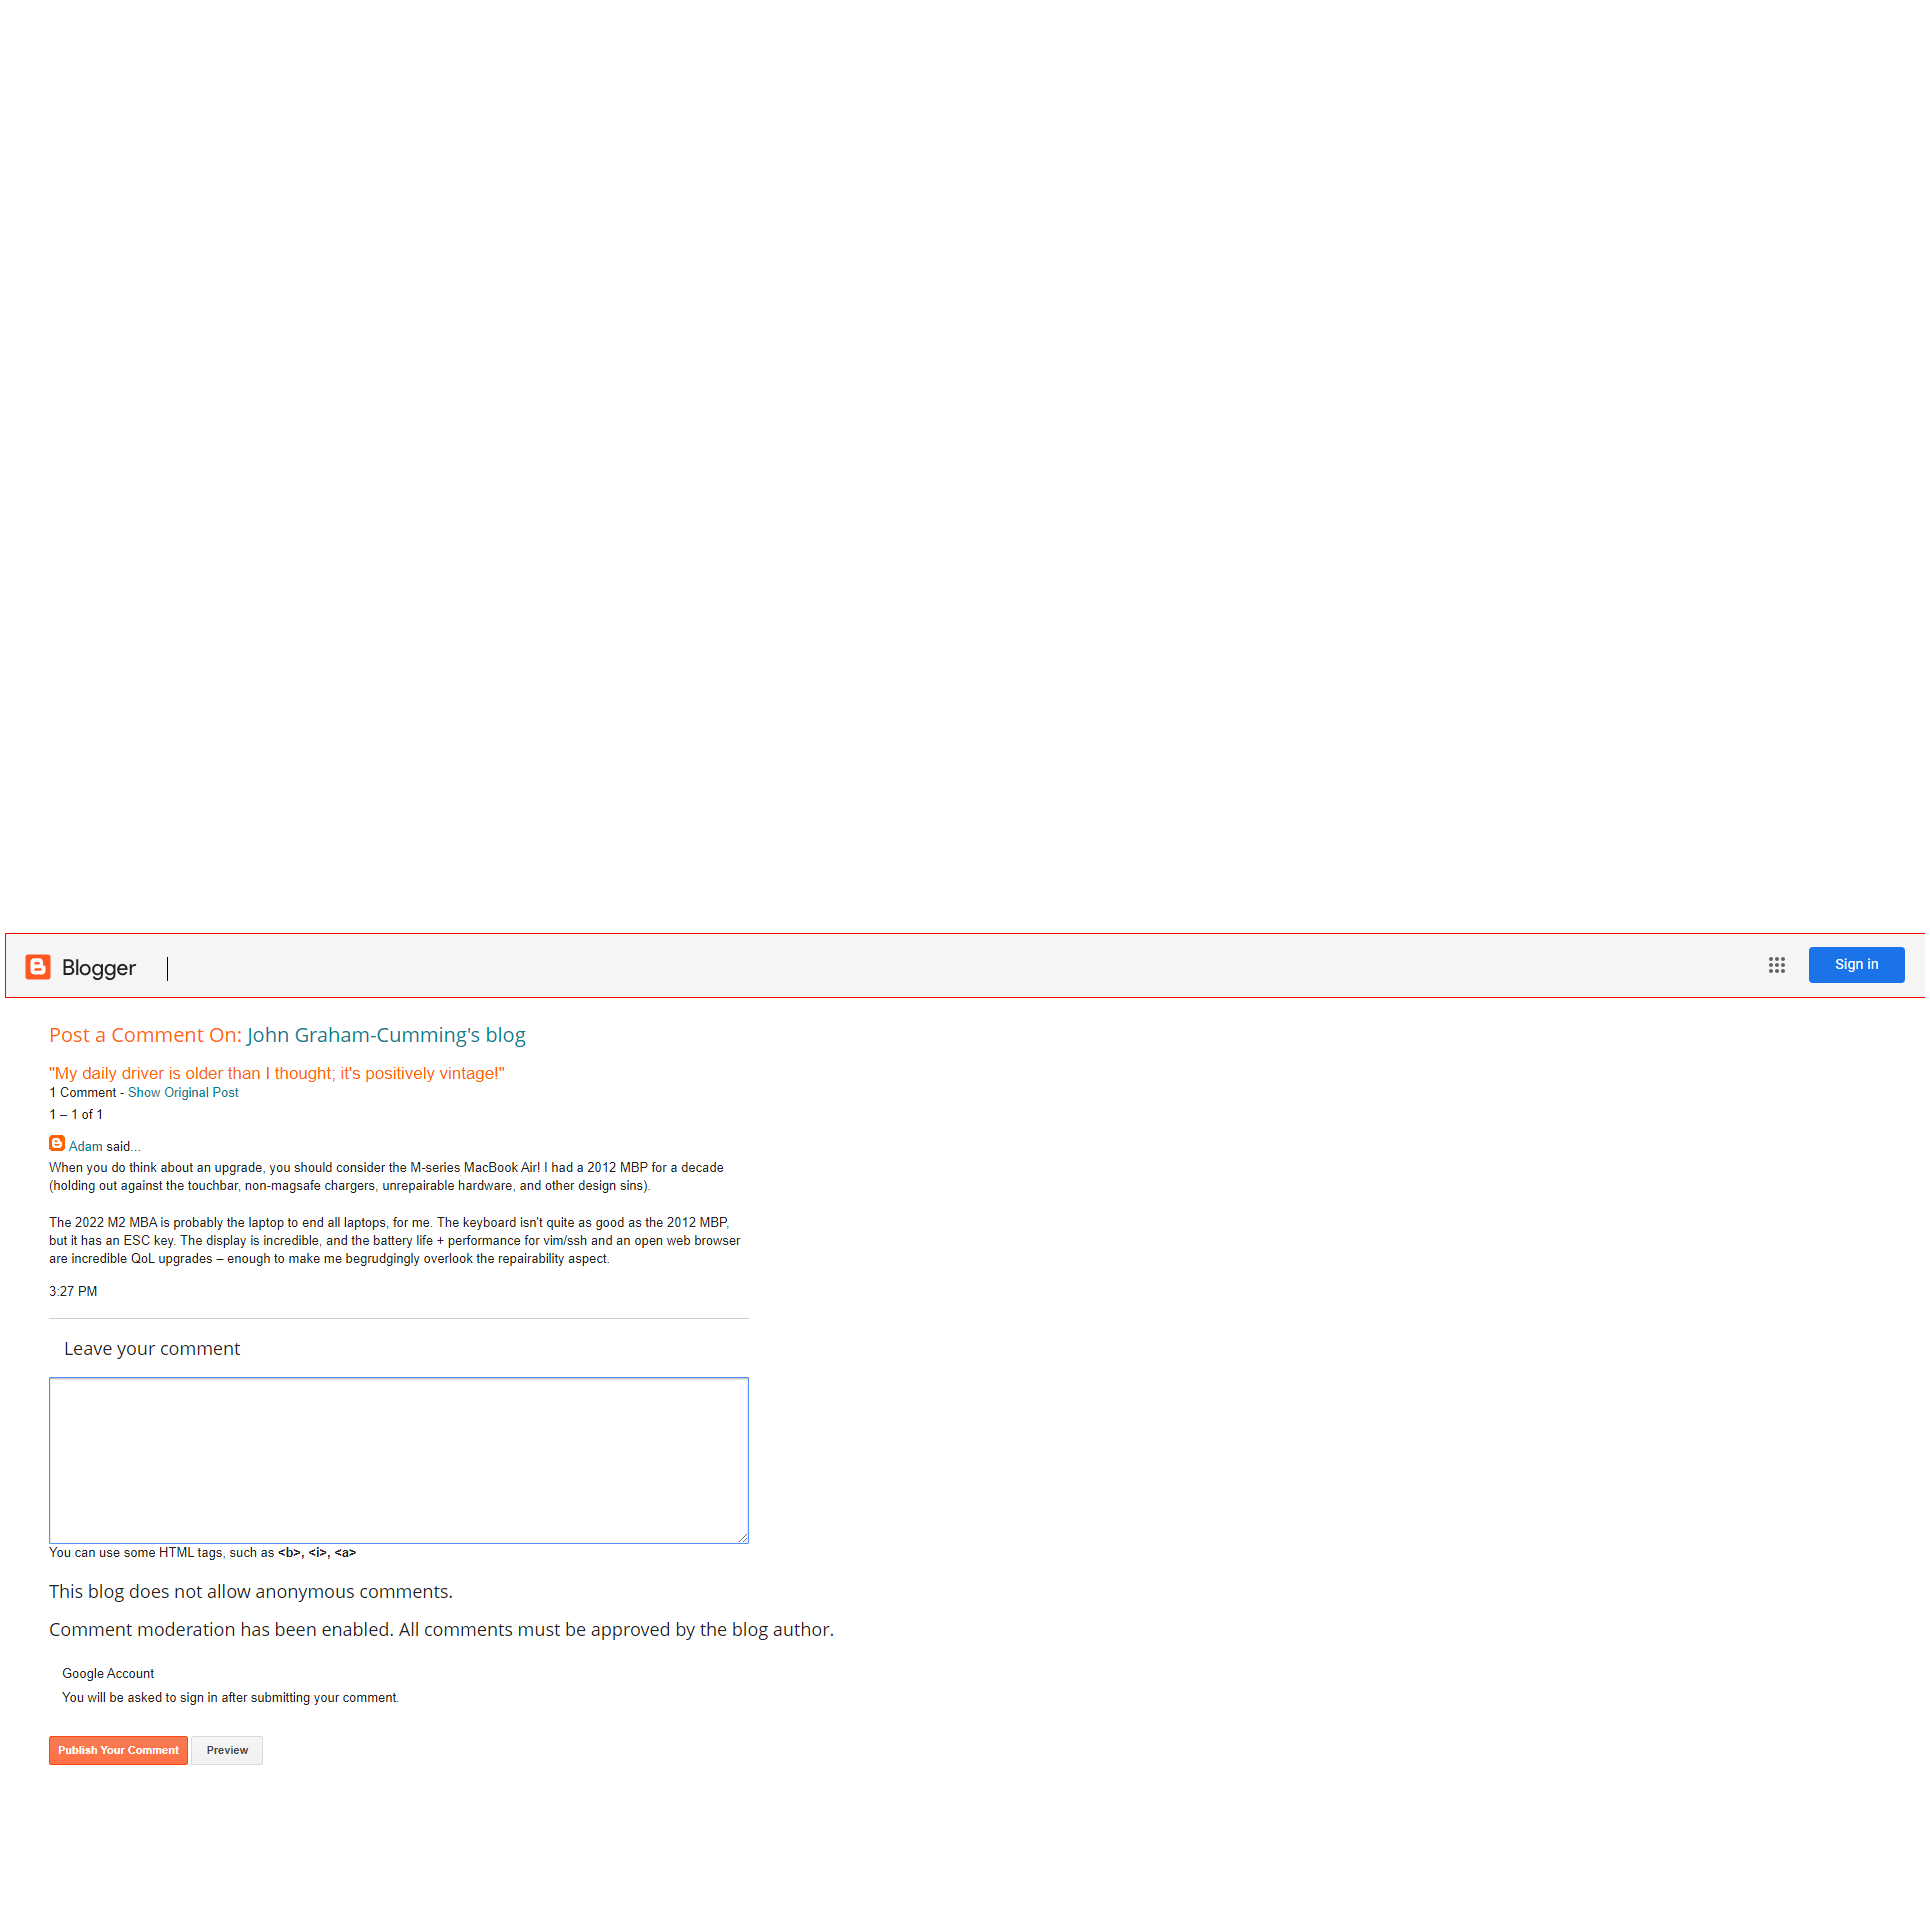 Blogger
Sign in
Post a Comment On: John Graham-Cumming's blog
"My daily driver is older than I thought; it's positively vintage!"
1 Comment - Show Original Post
1 – 1 of 1
Adam said...
When you do think about an upgrade, you should consider the M-series MacBook Air! I had a 2012 MBP for a decade
(holding out against the touchbar, non-magsafe chargers, unrepairable hardware, and other design sins).
The 2022 M2 MBA is probably the laptop to end all laptops, for me. The keyboard isn't quite as good as the 2012 MBP,
but it has an ESC key. The display is incredible, and the battery life + performance for vim/ssh and an open web browser
are incredible QoL upgrades – enough to make me begrudgingly overlook the repairability aspect.
3:27 PM
Leave your comment
You can use some HTML tags, such as <b>, <i>, <a>
This blog does not allow anonymous comments.
Comment moderation has been enabled. All comments must be approved by the blog author.
Google Account
You will be asked to sign in after submitting your comment.
Publish Your Comment
Preview